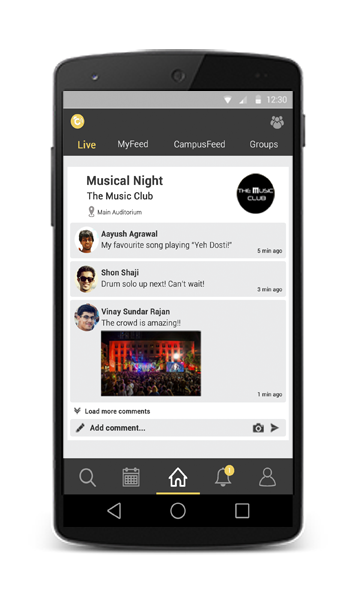 12:30
Live MyFeed CampusFeed Groups
Musical Night
The Music Club
Main Auditorium
THE MUSIC
CLUB
Aayush Agrawal
My favourite song playing "Yeh Dosti!"
5 min ago
Shon Shaji
Drum solo up next! Can't wait!
3 min ago
Vinay Sundar Rajan
The crowd is amazing!!
1 min ago
Load more comments
Add comment...
1